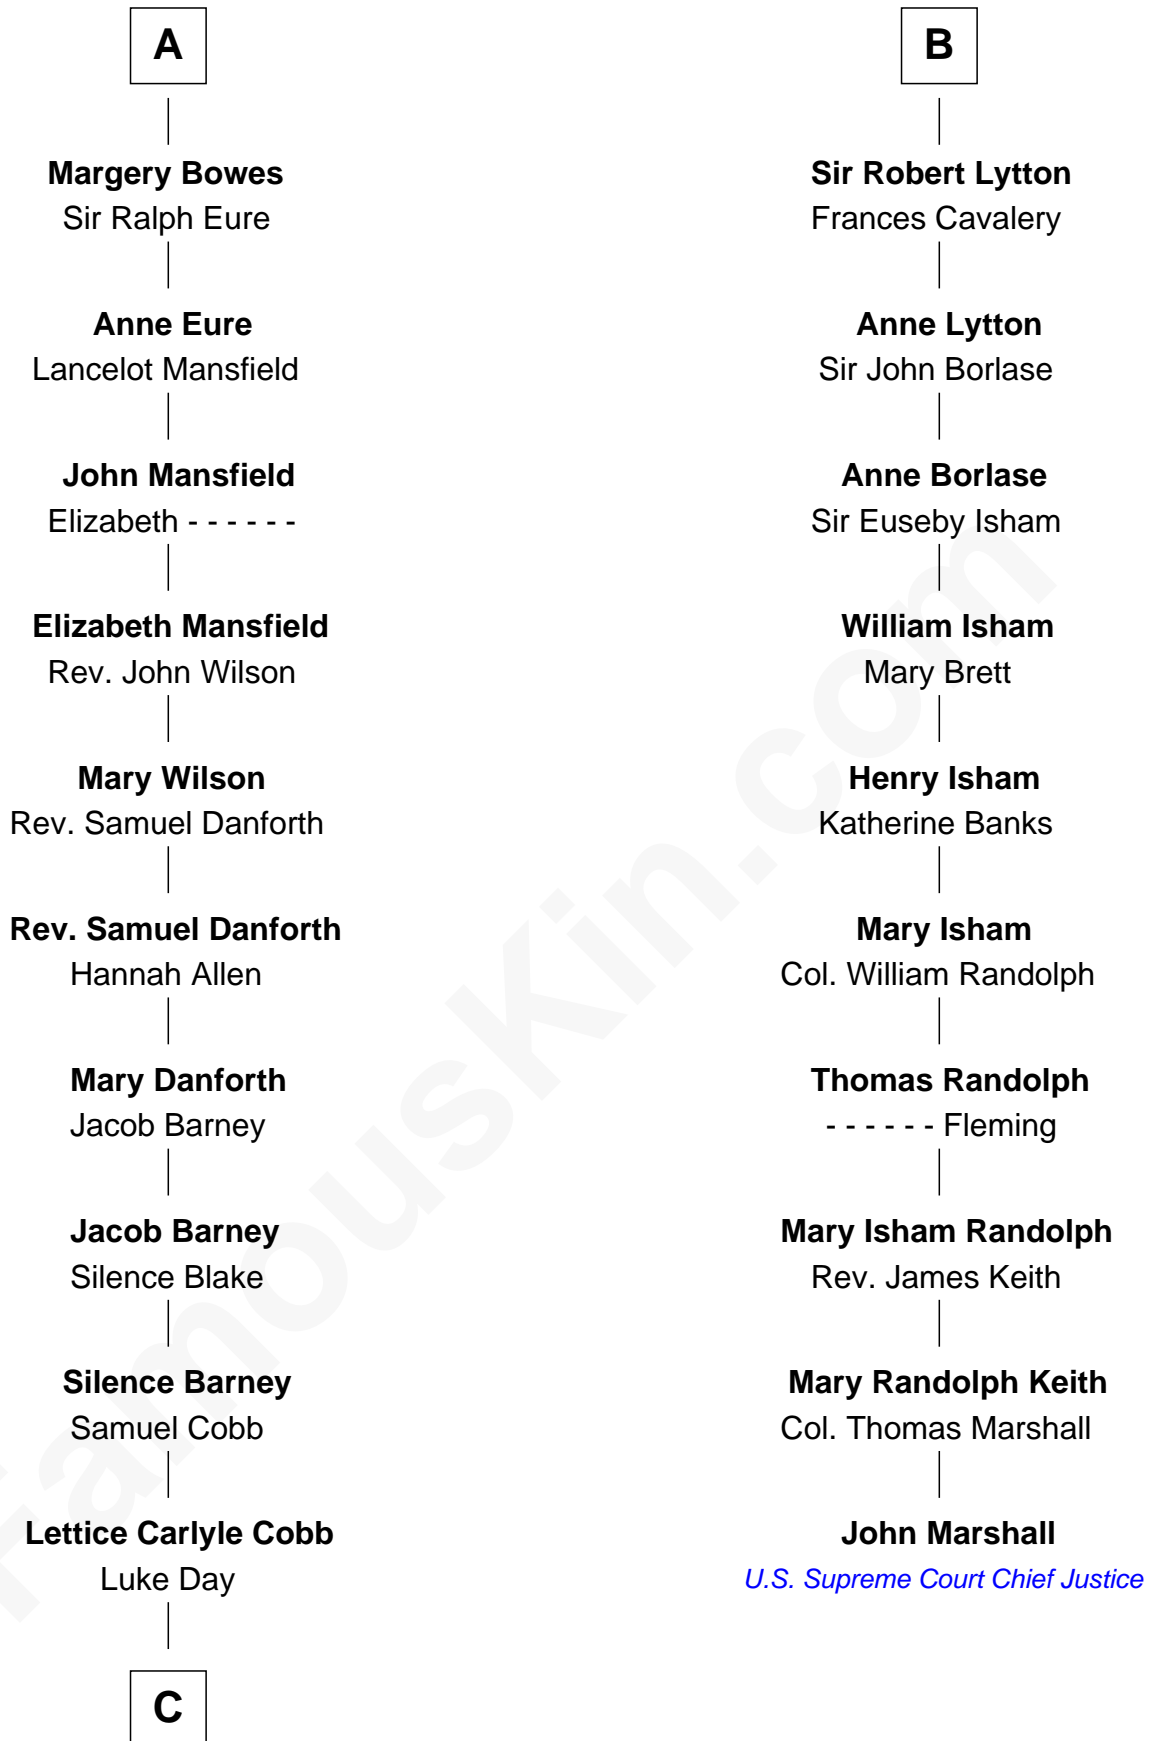 A
Margery Bowes
Sir Ralph Eure
Anne Eure
Lancelot Mansfield
John Mansfield
Elizabeth - - - - - -
Elizabeth Mansfield
Rev. John Wilson
Mary Wilson
Rev. Samuel Danforth
Rev. Samuel Danforth
Hannah Allen
Mary Danforth
Jacob Barney
Jacob Barney
Silence Blake
Silence Barney
Samuel Cobb
Lettice Carlyle Cobb
Luke Day
C
B
Sir Robert Lytton
Frances Cavalery
Anne Lytton
Sir John Borlase
Anne Borlase
Sir Euseby Isham
William Isham
Mary Brett
Henry Isham
Katherine Banks
Mary Isham
Col. William Randolph
Thomas Randolph
- - - - - - Fleming
Mary Isham Randolph
Rev. James Keith
Mary Randolph Keith
Col. Thomas Marshall
John Marshall
U.S. Supreme Court Chief Justice
FamousKin.com